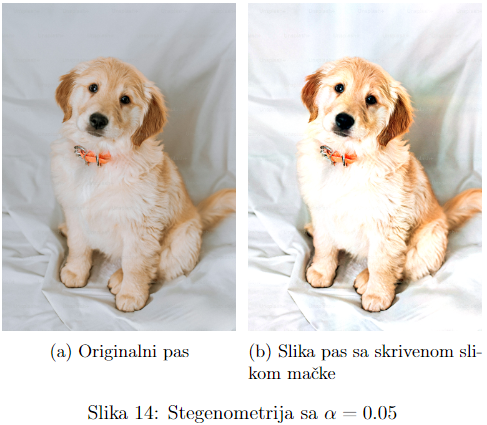 (a) Originalni pas
(b) Slika pas sa skrivenom sli-
kom mačke
Slika 14: Stegenometrija sa α = 0.05